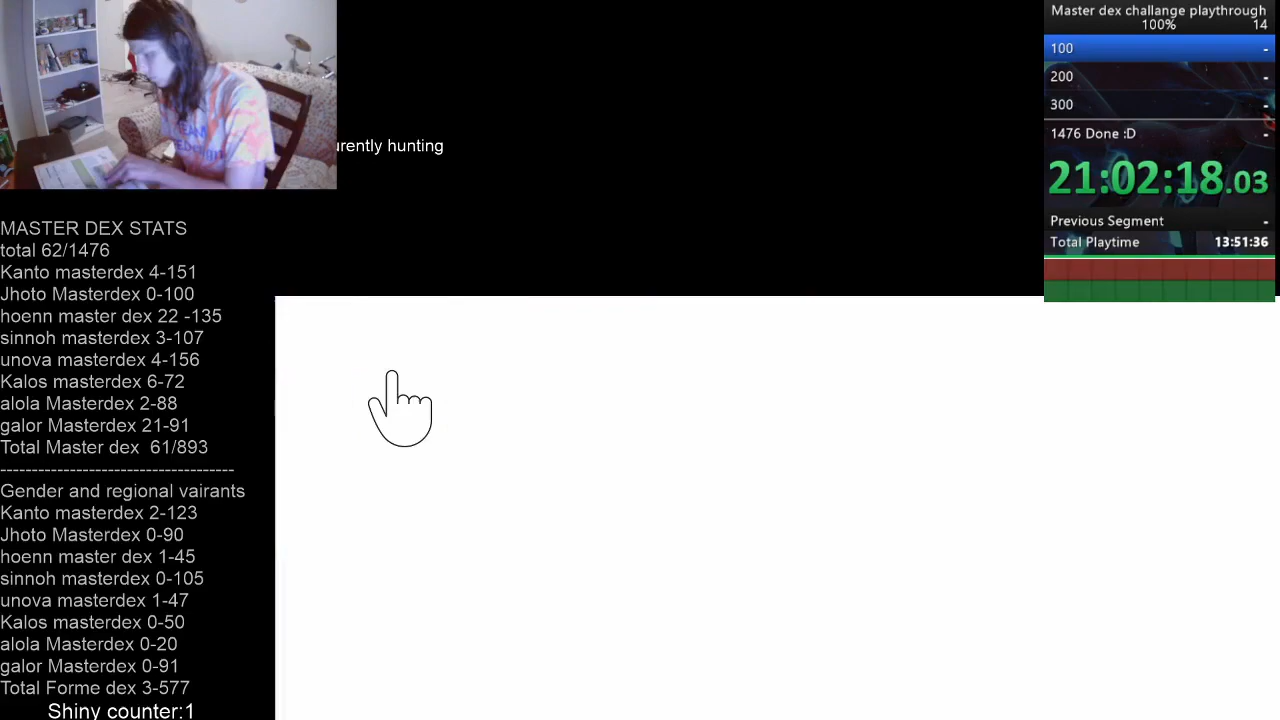 urently hunting
MASTER DEX STATS
total 62/1476
Kanto masterdex 4-151
Jhoto Masterdex 0-100
hoenn master dex 22 -135
sinnoh masterdex 3-107
unova masterdex 4-156
Kalos masterdex 6-72
alola Masterdex 2-88
galor Masterdex 21-91
Total Master dex 61/893
-------------------------------------
Gender and regional vairants
Kanto masterdex 2-123
Jhoto Masterdex 0-90
hoenn master dex 1-45
sinnoh masterdex 0-105
unova masterdex 1-47
Kalos masterdex 0-50
alola Masterdex 0-20
galor Masterdex 0-91
Total Forme dex 3-577
Shiny counter:1
Master dex challange playthrough
100% 14
100 -
200 -
300 -
1476 Done :D -
21:02:18.03
Previous Segment -
Total Playtime 13:51:36